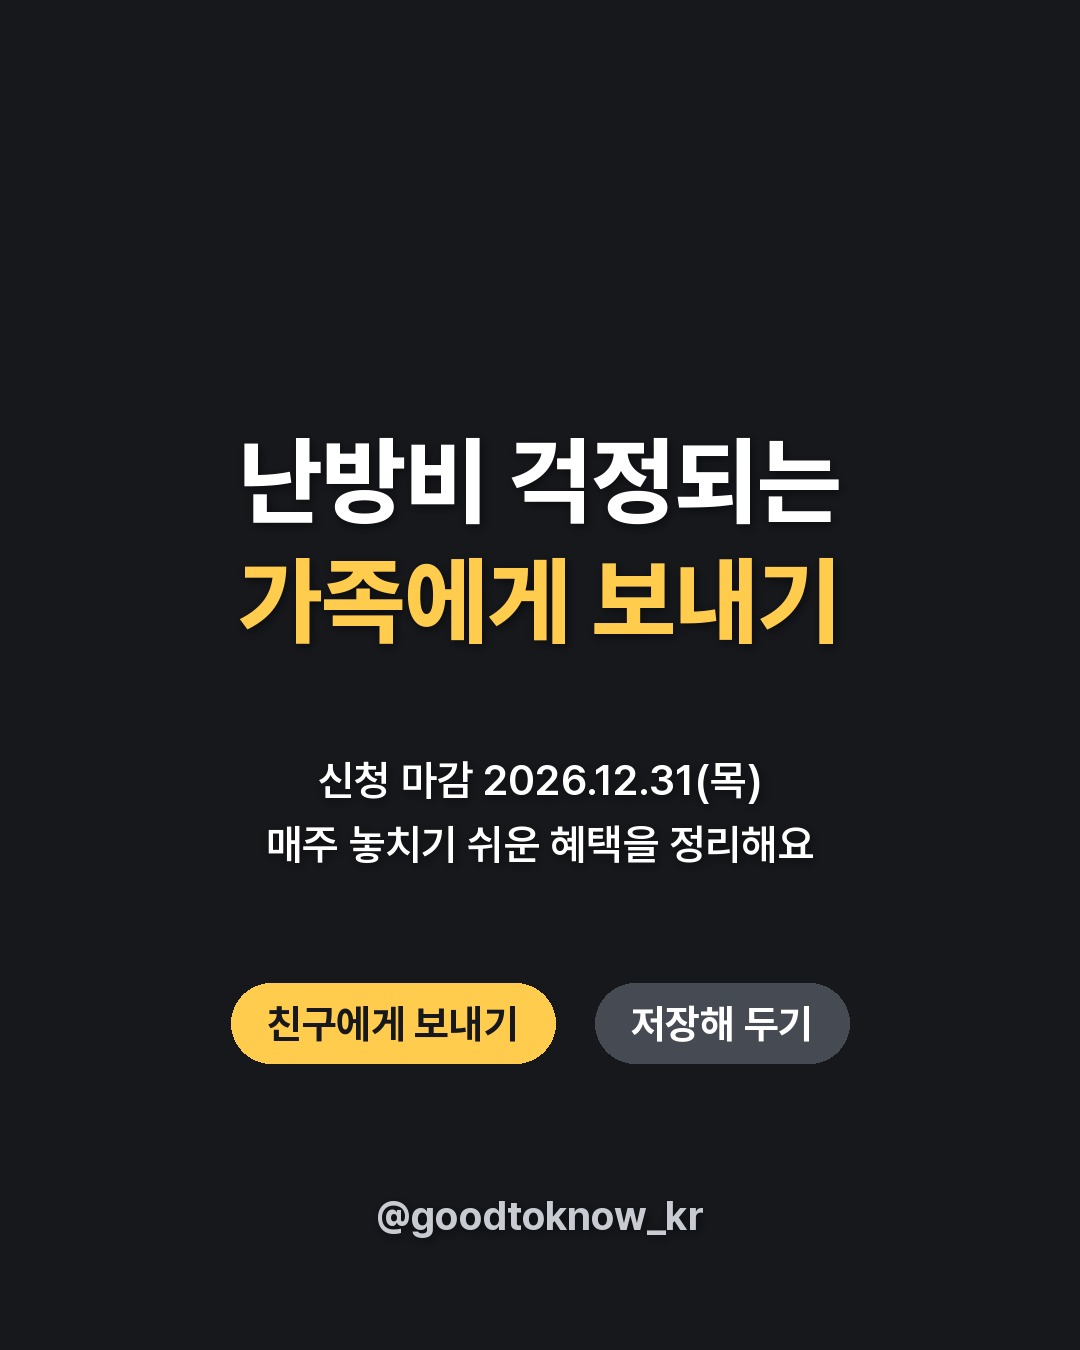 난방비 걱정되는
가족에게 보내기
신청 마감 2026.12.31(목)
매주 놓치기 쉬운 혜택을 정리해요
친구에게 보내기
저장해 두기
@goodtoknow_kr